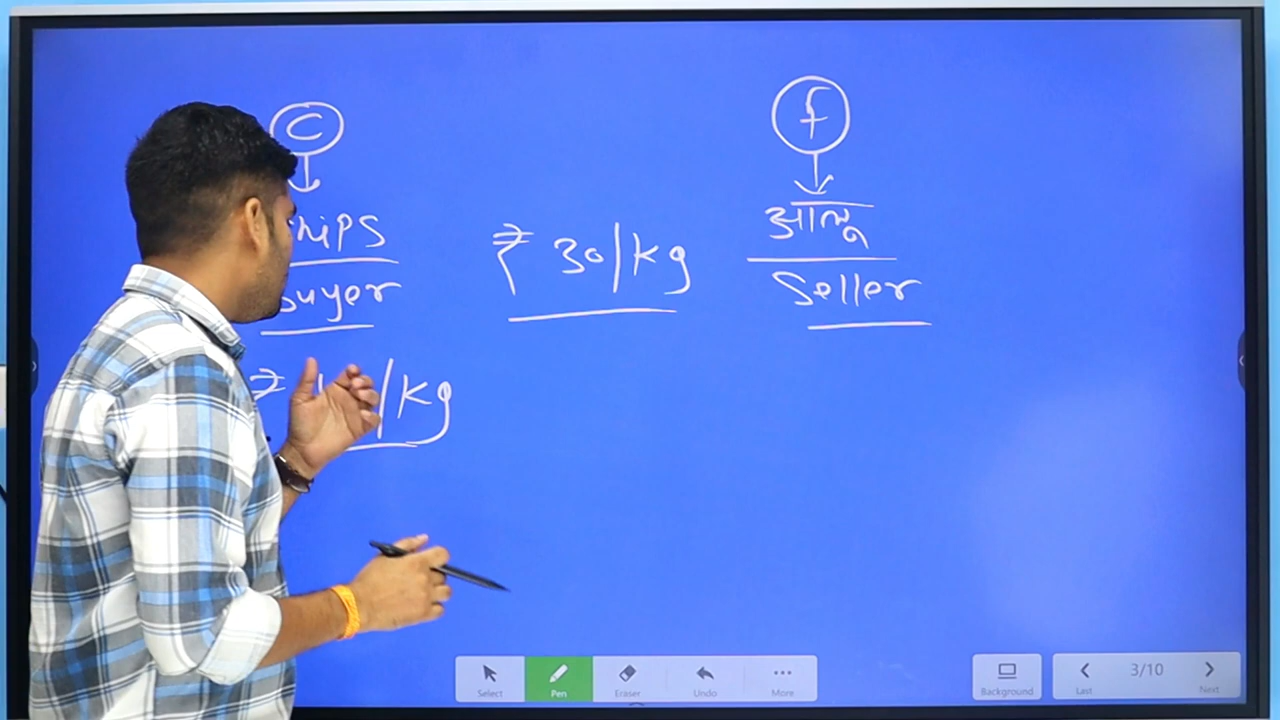 C
f
आलू
₹ 30/kg
Seller
₹ /kg
Select
Pen
Eraser
Undo
More
Background
Last
3/10
Next